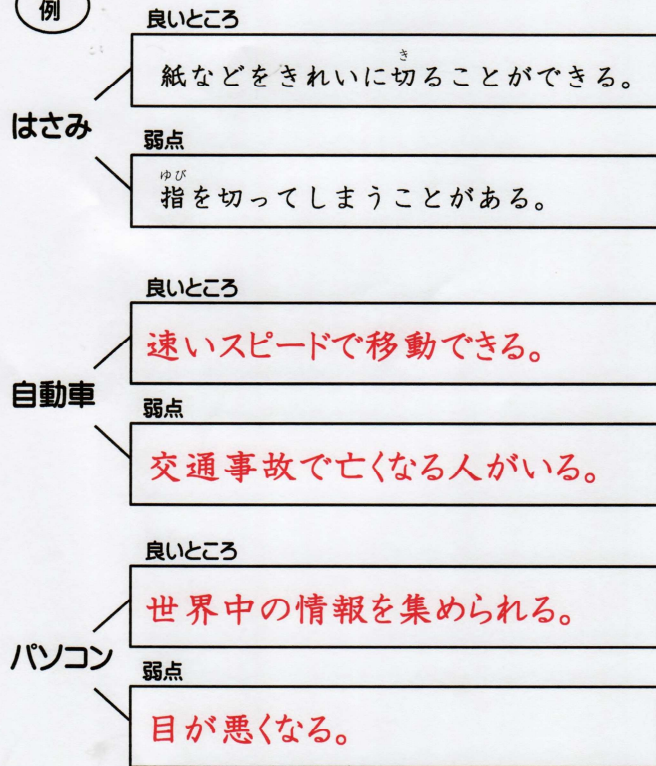 例
良いところ
き
紙などをきれいに切ることができる。
はさみ
弱点
ゆび
指を切ってしまうことがある。
良いところ
速いスピードで移動できる。
自動車
弱点
交通事故で亡くなる人がいる。
良いところ
世界中の情報を集められる。
パソコン
弱点
目が悪くなる。